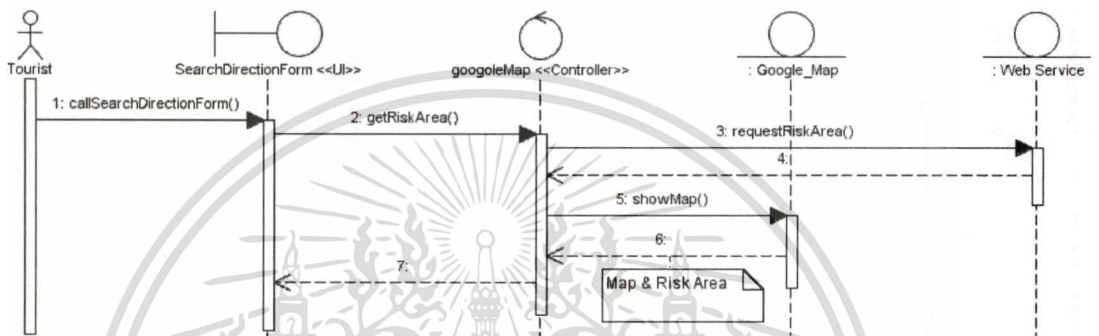 Tourist
SearchDirectionForm <<UI>>
googoleMap <<Controller>>
: Google_Map
: Web Service
1: callSearchDirectionForm()
2: getRiskArea()
3: requestRiskArea()
4:
5: showMap()
6:
7:
Map & Risk Area